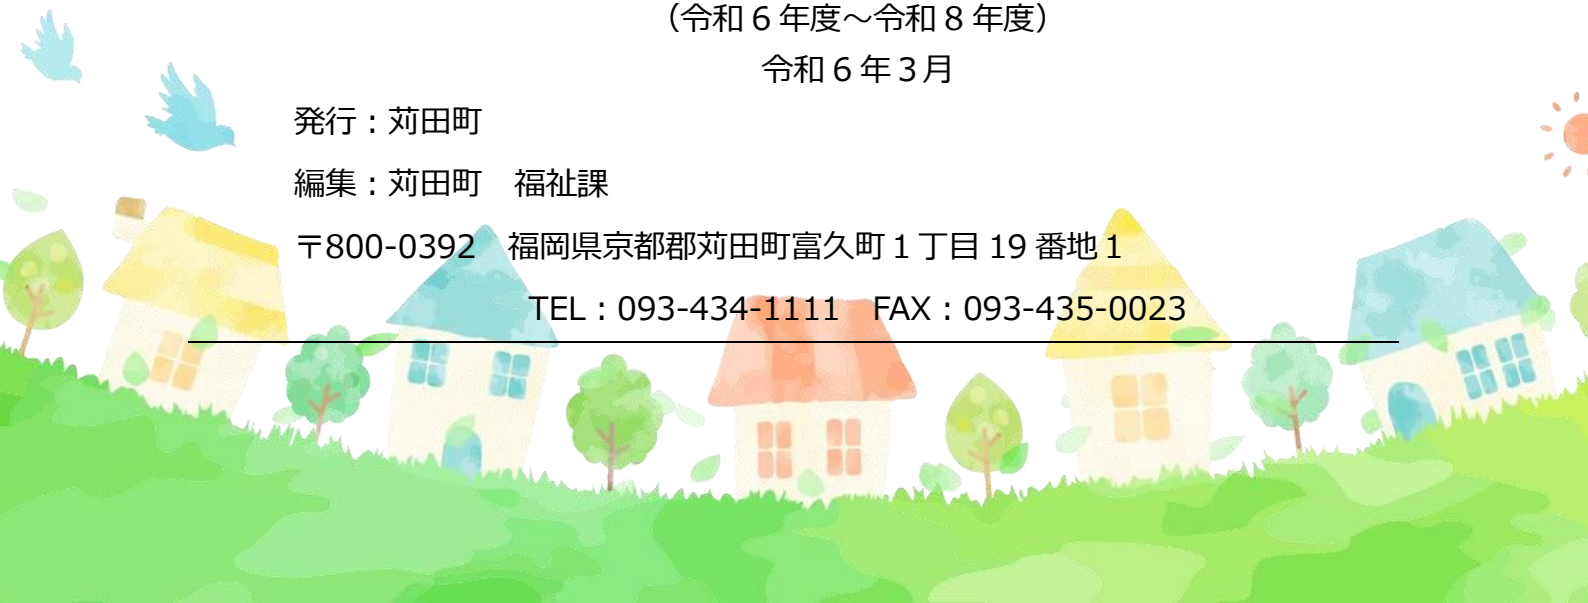 （令和６年度～令和８年度）
令和６年３月
発行：苅田町
編集：苅田町　福祉課
〒800-0392　福岡県京都郡苅田町富久町１丁目 19 番地１
TEL：093-434-1111　FAX：093-435-0023